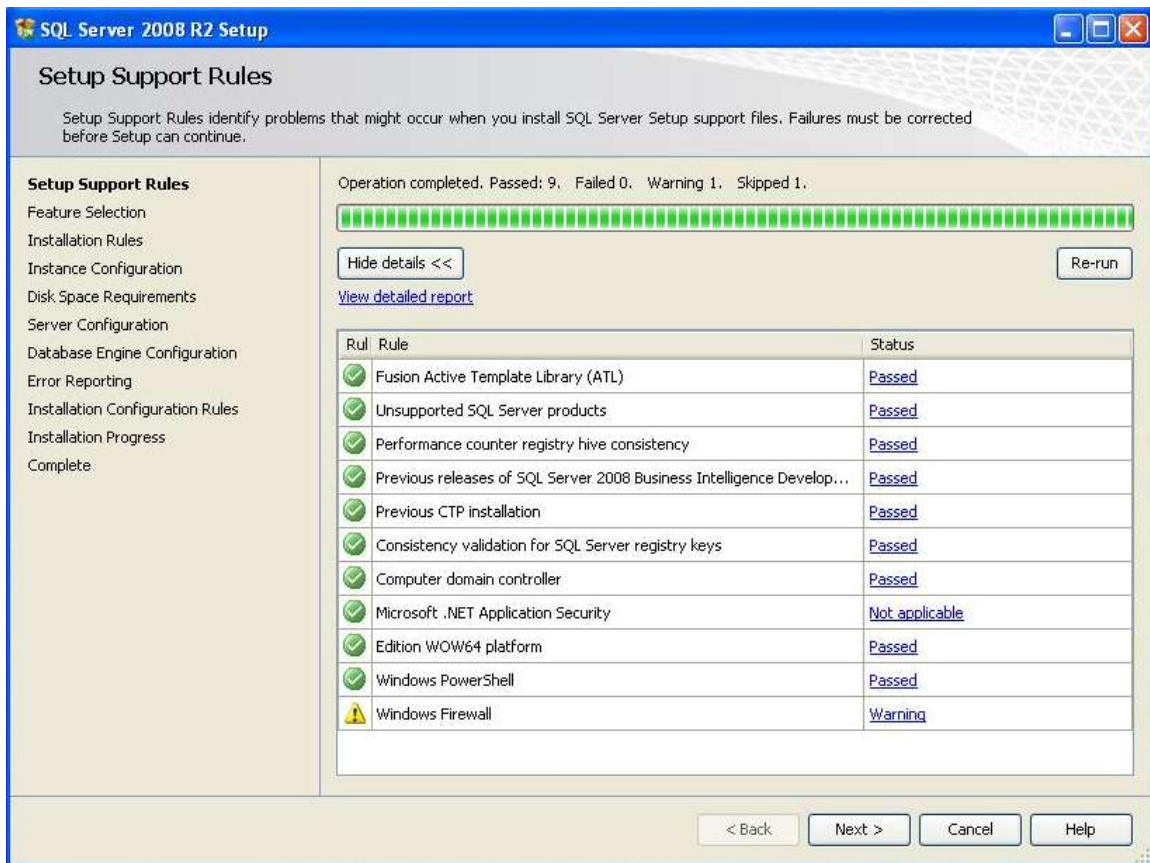 SQL Server 2008 R2 Setup
Setup Support Rules
Setup Support Rules identify problems that might occur when you install SQL Server Setup support files. Failures must be corrected
before Setup can continue.
Setup Support Rules
Feature Selection
Installation Rules
Instance Configuration
Disk Space Requirements
Server Configuration
Database Engine Configuration
Error Reporting
Installation Configuration Rules
Installation Progress
Complete
Operation completed. Passed: 9. Failed 0. Warning 1. Skipped 1.
Hide details <<
Re-run
View detailed report
Rul Rule Status
Fusion Active Template Library (ATL) Passed
Unsupported SQL Server products Passed
Performance counter registry hive consistency Passed
Previous releases of SQL Server 2008 Business Intelligence Develop... Passed
Previous CTP installation Passed
Consistency validation for SQL Server registry keys Passed
Computer domain controller Passed
Microsoft .NET Application Security Not applicable
Edition WOW64 platform Passed
Windows PowerShell Passed
Windows Firewall Warning
< Back Next > Cancel Help